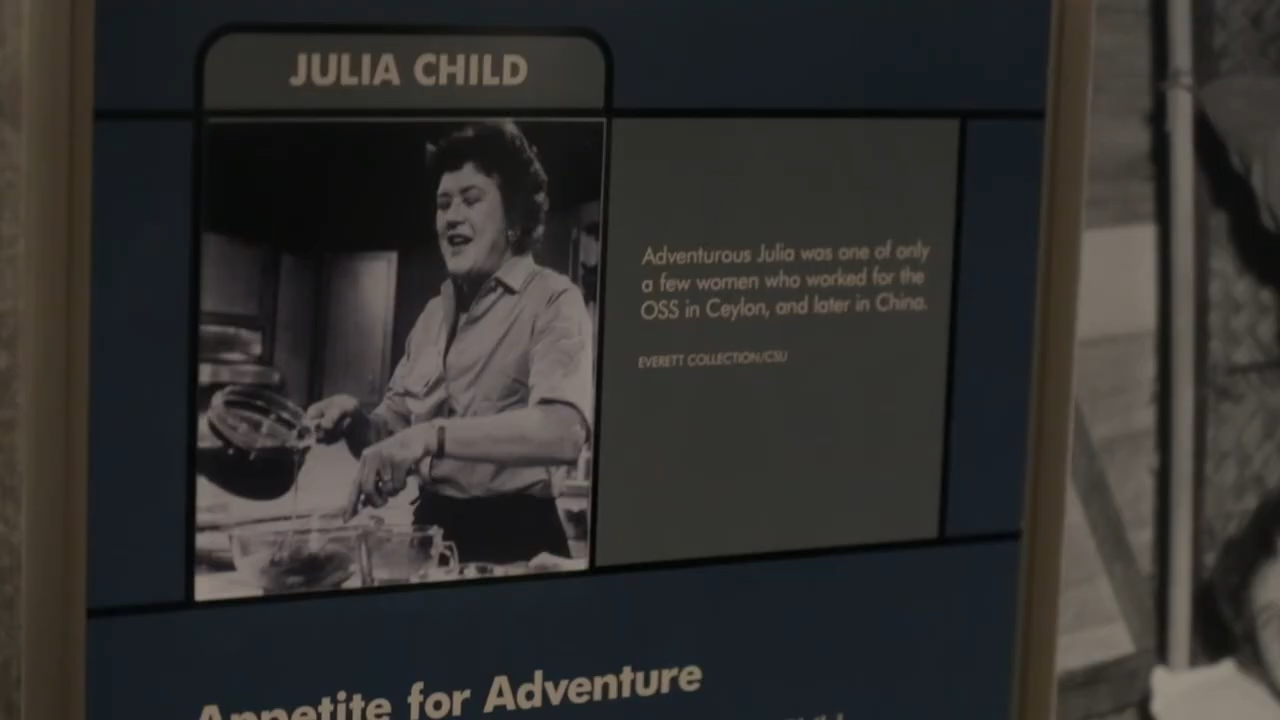 JULIA CHILD
Adventurous Julia was one of only
a few women who worked for the
OSS in Ceylon, and later in China.
EVERETT COLLECTION/CSU
Appetite for Adventure